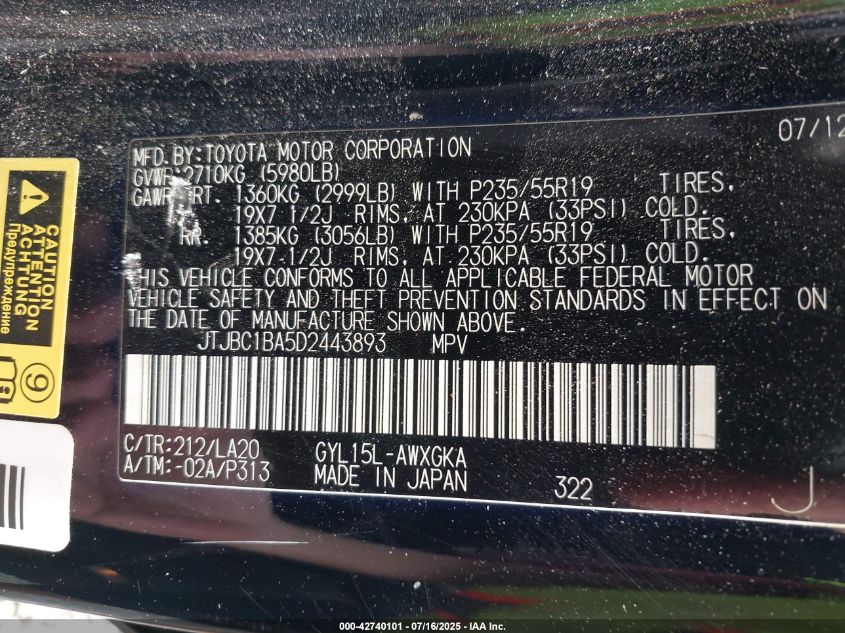 07/12
MFD. BY:TOYOTA MOTOR CORPORATION
GVWR:2710KG (5980LB)
GAWR FRT. 1360KG (2999LB) WITH P235/55R19 TIRES,
19X7 1/2J RIMS, AT 230KPA (33PSI) COLD.
RR. 1385KG (3056LB) WITH P235/55R19 TIRES,
19X7-1/2J RIMS, AT 230KPA (33PSI) COLD.
THIS VEHICLE CONFORMS TO ALL APPLICABLE FEDERAL MOTOR
VEHICLE SAFETY AND THEFT PREVENTION STANDARDS IN EFFECT ON
THE DATE OF MANUFACTURE SHOWN ABOVE.
JTJBC1BA5D2443893 MPV
C/TR:212/LA20 GYL15L-AWXGKA
A/TM:-02A/P313 MADE IN JAPAN 322
J
CAUTION
ATTENTION
ACHTUNG
Предупреждение
9
000-42740101 - 07/16/2025 - IAA Inc.